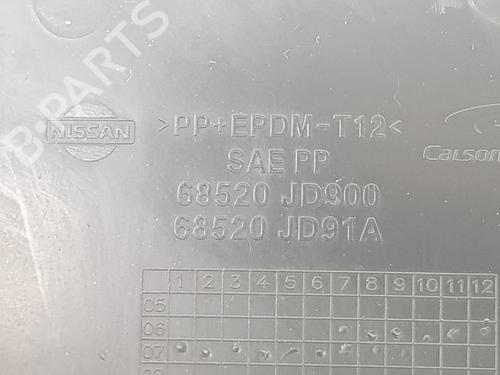 B-PARTS
NISSAN
>PP+EPDM-T12<
SAE PP
Calson
68520 JD900
68520 JD91A
1 2 3 4 5 6 7 8 9 10 11 12
05
06
07